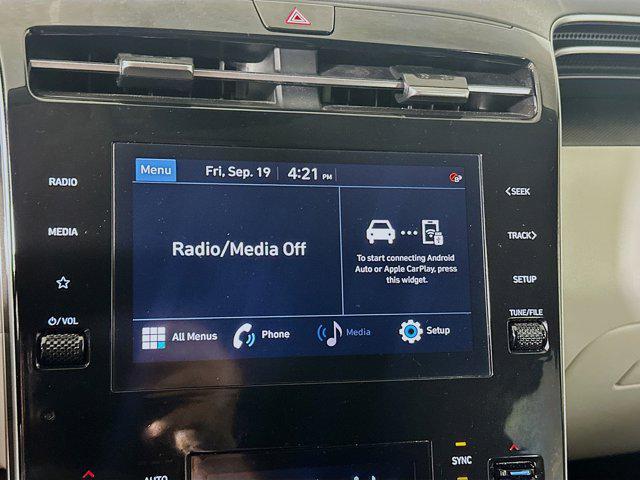 RADIO
MEDIA
VOL
Menu
Fri, Sep. 19
4:21 PM
Radio/Media Off
To start connecting Android
Auto or Apple CarPlay, press
this widget.
All Menus
Phone
Media
Setup
<SEEK
TRACK>
SETUP
TUNE/FILE
AUTO
SYNC